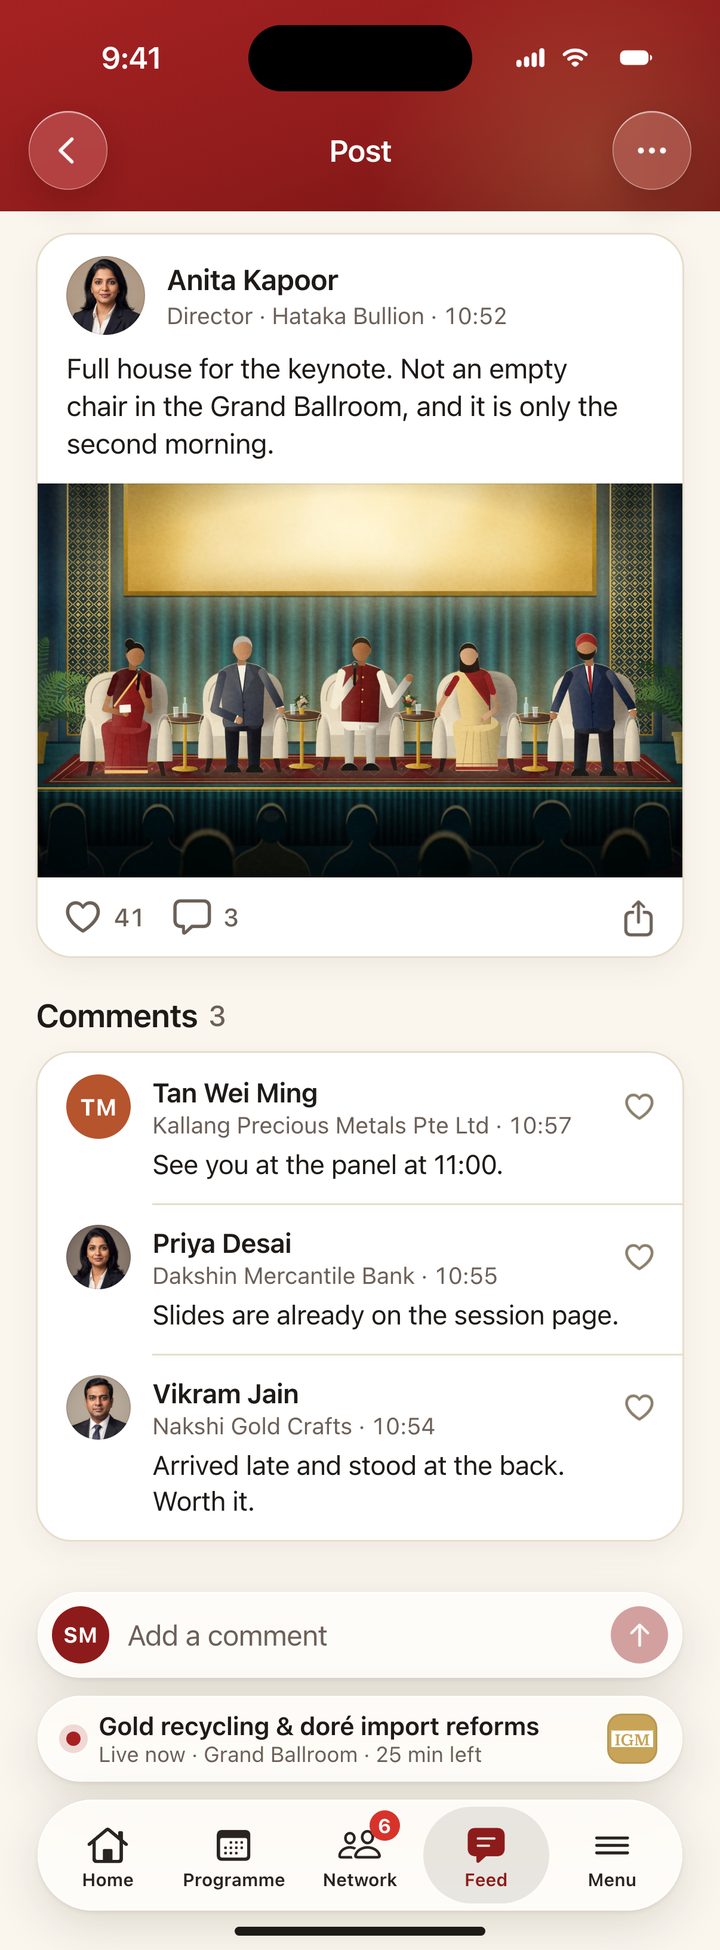 9:41
Post
Anita Kapoor
Director · Hataka Bullion · 10:52
Full house for the keynote. Not an empty
chair in the Grand Ballroom, and it is only the
second morning.
41
3
Comments 3
TM
Tan Wei Ming
Kallang Precious Metals Pte Ltd · 10:57
See you at the panel at 11:00.
Priya Desai
Dakshin Mercantile Bank · 10:55
Slides are already on the session page.
Vikram Jain
Nakshi Gold Crafts · 10:54
Arrived late and stood at the back.
Worth it.
SM
Add a comment
Gold recycling & doré import reforms
Live now · Grand Ballroom · 25 min left
IGM
6
Home
Programme
Network
Feed
Menu